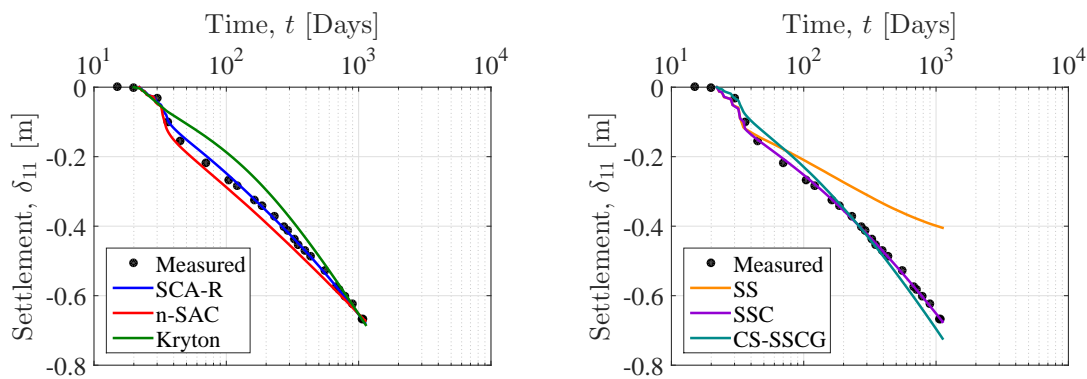 Time, t [Days]
10^1 10^2 10^3 10^4
Settlement, δ_11 [m]
0
-0.2
-0.4
-0.6
-0.8
Measured
SCA-R
n-SAC
Kryton
Time, t [Days]
10^1 10^2 10^3 10^4
Settlement, δ_11 [m]
0
-0.2
-0.4
-0.6
-0.8
Measured
SS
SSC
CS-SSCG